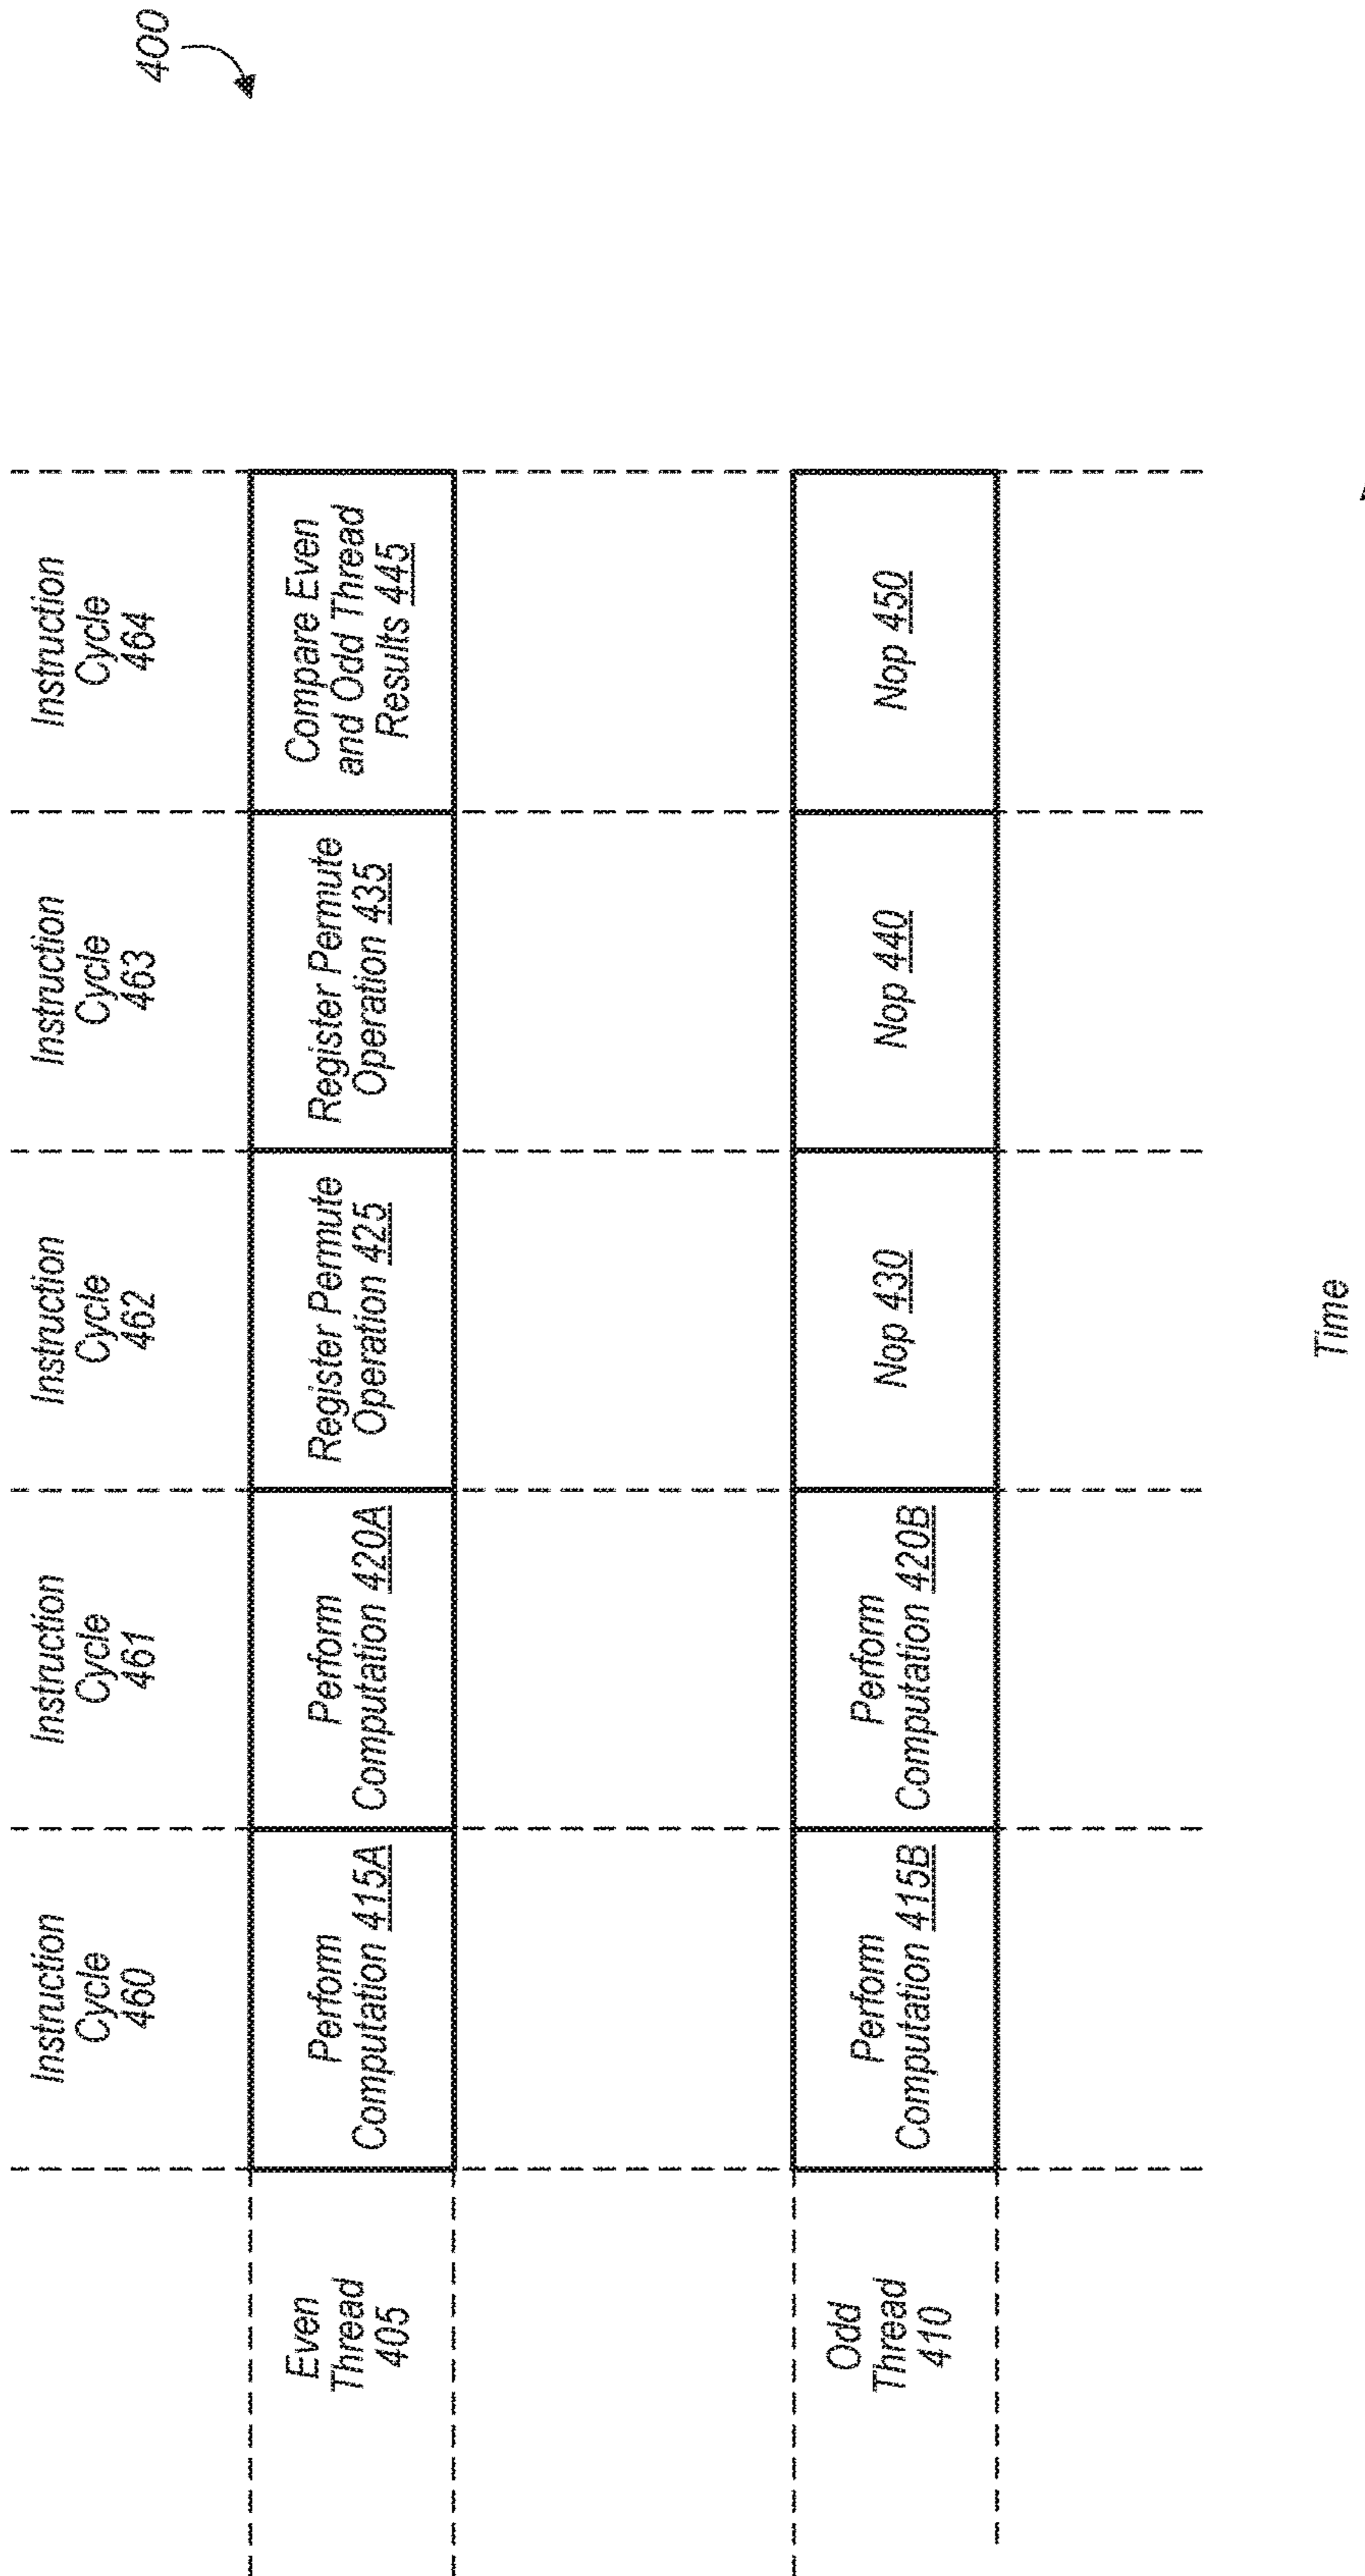 400
Instruction
Cycle
460
Instruction
Cycle
461
Instruction
Cycle
462
Instruction
Cycle
463
Instruction
Cycle
464
Even
Thread
405
Perform
Computation 415A
Perform
Computation 420A
Register Permute
Operation 425
Register Permute
Operation 435
Compare Even
and Odd Thread
Results 445
Odd
Thread
410
Perform
Computation 415B
Perform
Computation 420B
Nop 430
Nop 440
Nop 450
Time